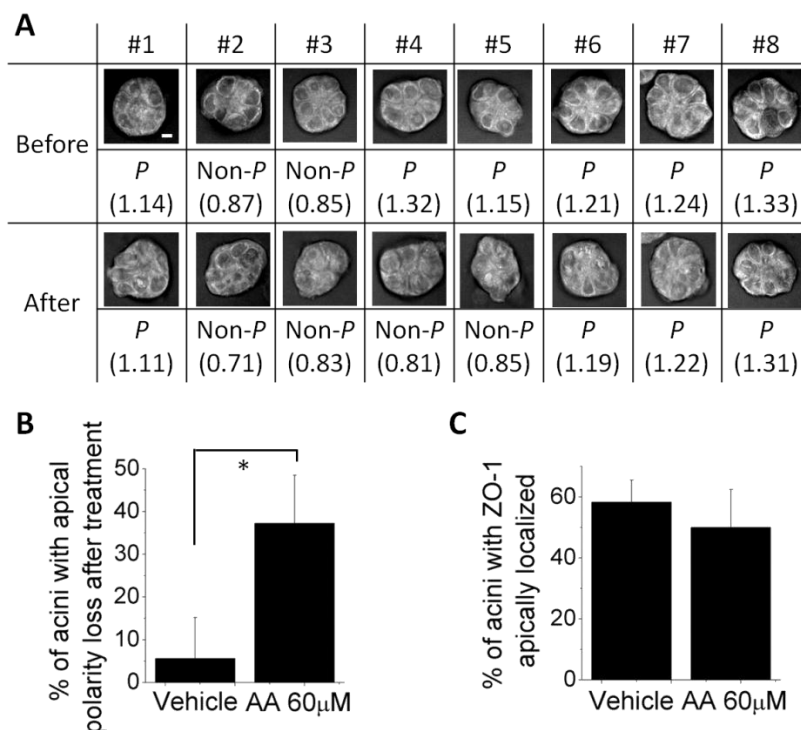 A
#1 #2 #3 #4 #5 #6 #7 #8
Before
P Non-P Non-P P P P P P
(1.14) (0.87) (0.85) (1.32) (1.15) (1.21) (1.24) (1.33)
After
P Non-P Non-P Non-P Non-P P P P
(1.11) (0.71) (0.83) (0.81) (0.85) (1.19) (1.22) (1.31)
B
% of acini with apical
polarity loss after treatment
50
40
30
20
10
0
*
Vehicle AA 60μM
C
% of acini with ZO-1
apically localized
60
40
20
0
Vehicle AA 60μM